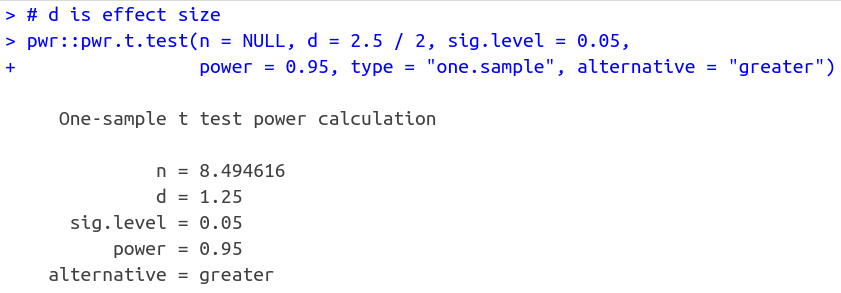 > # d is effect size
> pwr::pwr.t.test(n = NULL, d = 2.5 / 2, sig.level = 0.05,
+                 power = 0.95, type = "one.sample", alternative = "greater")

     One-sample t test power calculation

              n = 8.494616
              d = 1.25
      sig.level = 0.05
          power = 0.95
    alternative = greater